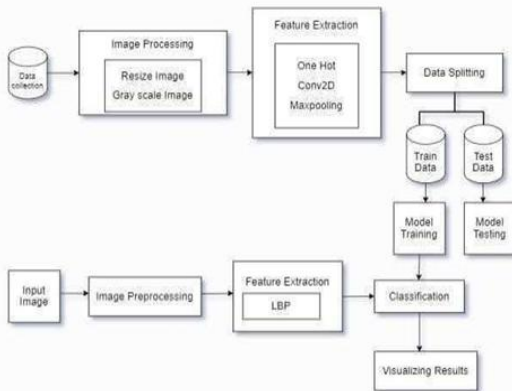 Data
collection
Image Processing
Resize Image
Gray scale Image
Feature Extraction
One Hot
Conv2D
Maxpooling
Data Splitting
Train
Data
Test
Data
Model
Training
Model
Testing
Input
Image
Image Preprocessing
Feature Extraction
LBP
Classification
Visualizing Results